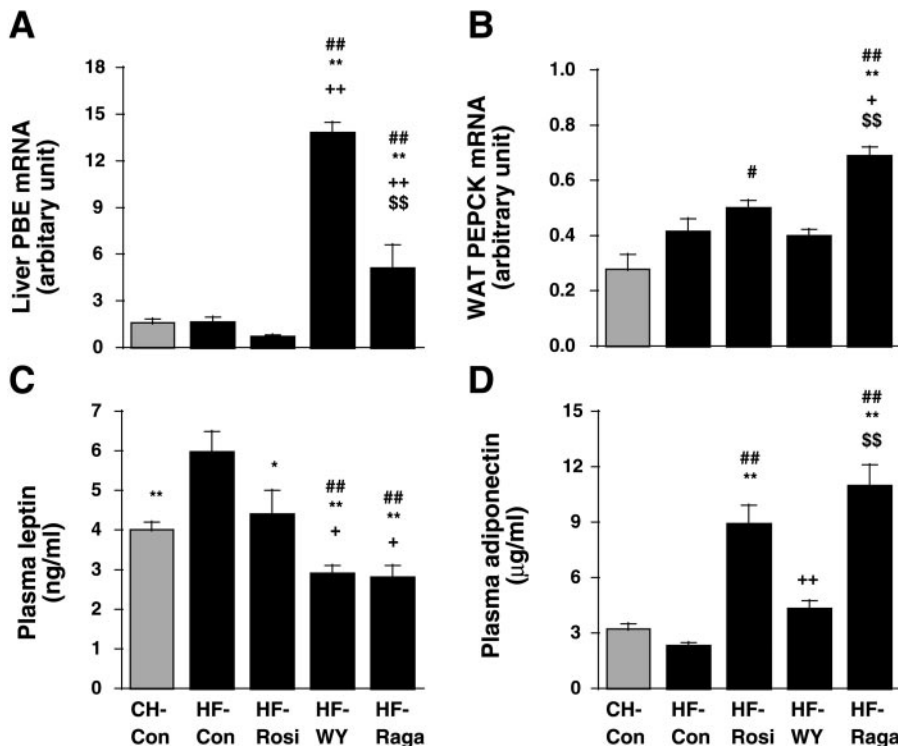 A
Liver PBE mRNA
(arbitary unit)
18
15
12
9
6
3
0
##
**
++
##
**
++
$$
B
WAT PEPCK mRNA
(arbitrary unit)
1.0
0.8
0.6
0.4
0.2
0.0
#
##
**
+
$$
C
Plasma leptin
(ng/ml)
7
6
5
4
3
2
1
0
**
*
##
**
+
##
**
+
CH-
Con
HF-
Con
HF-
Rosi
HF-
WY
HF-
Raga
D
Plasma adiponectin
(μg/ml)
15
12
9
6
3
0
##
**
++
##
**
$$
CH-
Con
HF-
Con
HF-
Rosi
HF-
WY
HF-
Raga